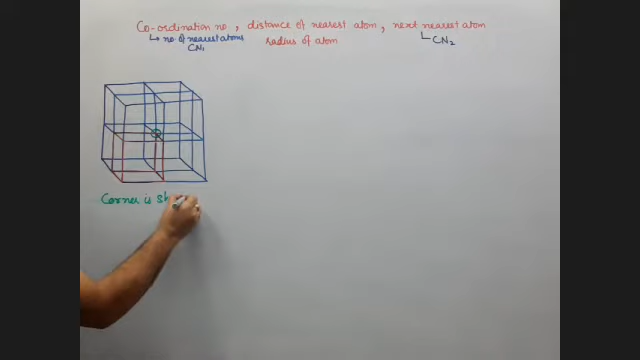 Co-ordination no, distance of nearest atom, next nearest atom
↳ no. of nearest atoms radius of atom
CN₁ CN₂
Corner is sh